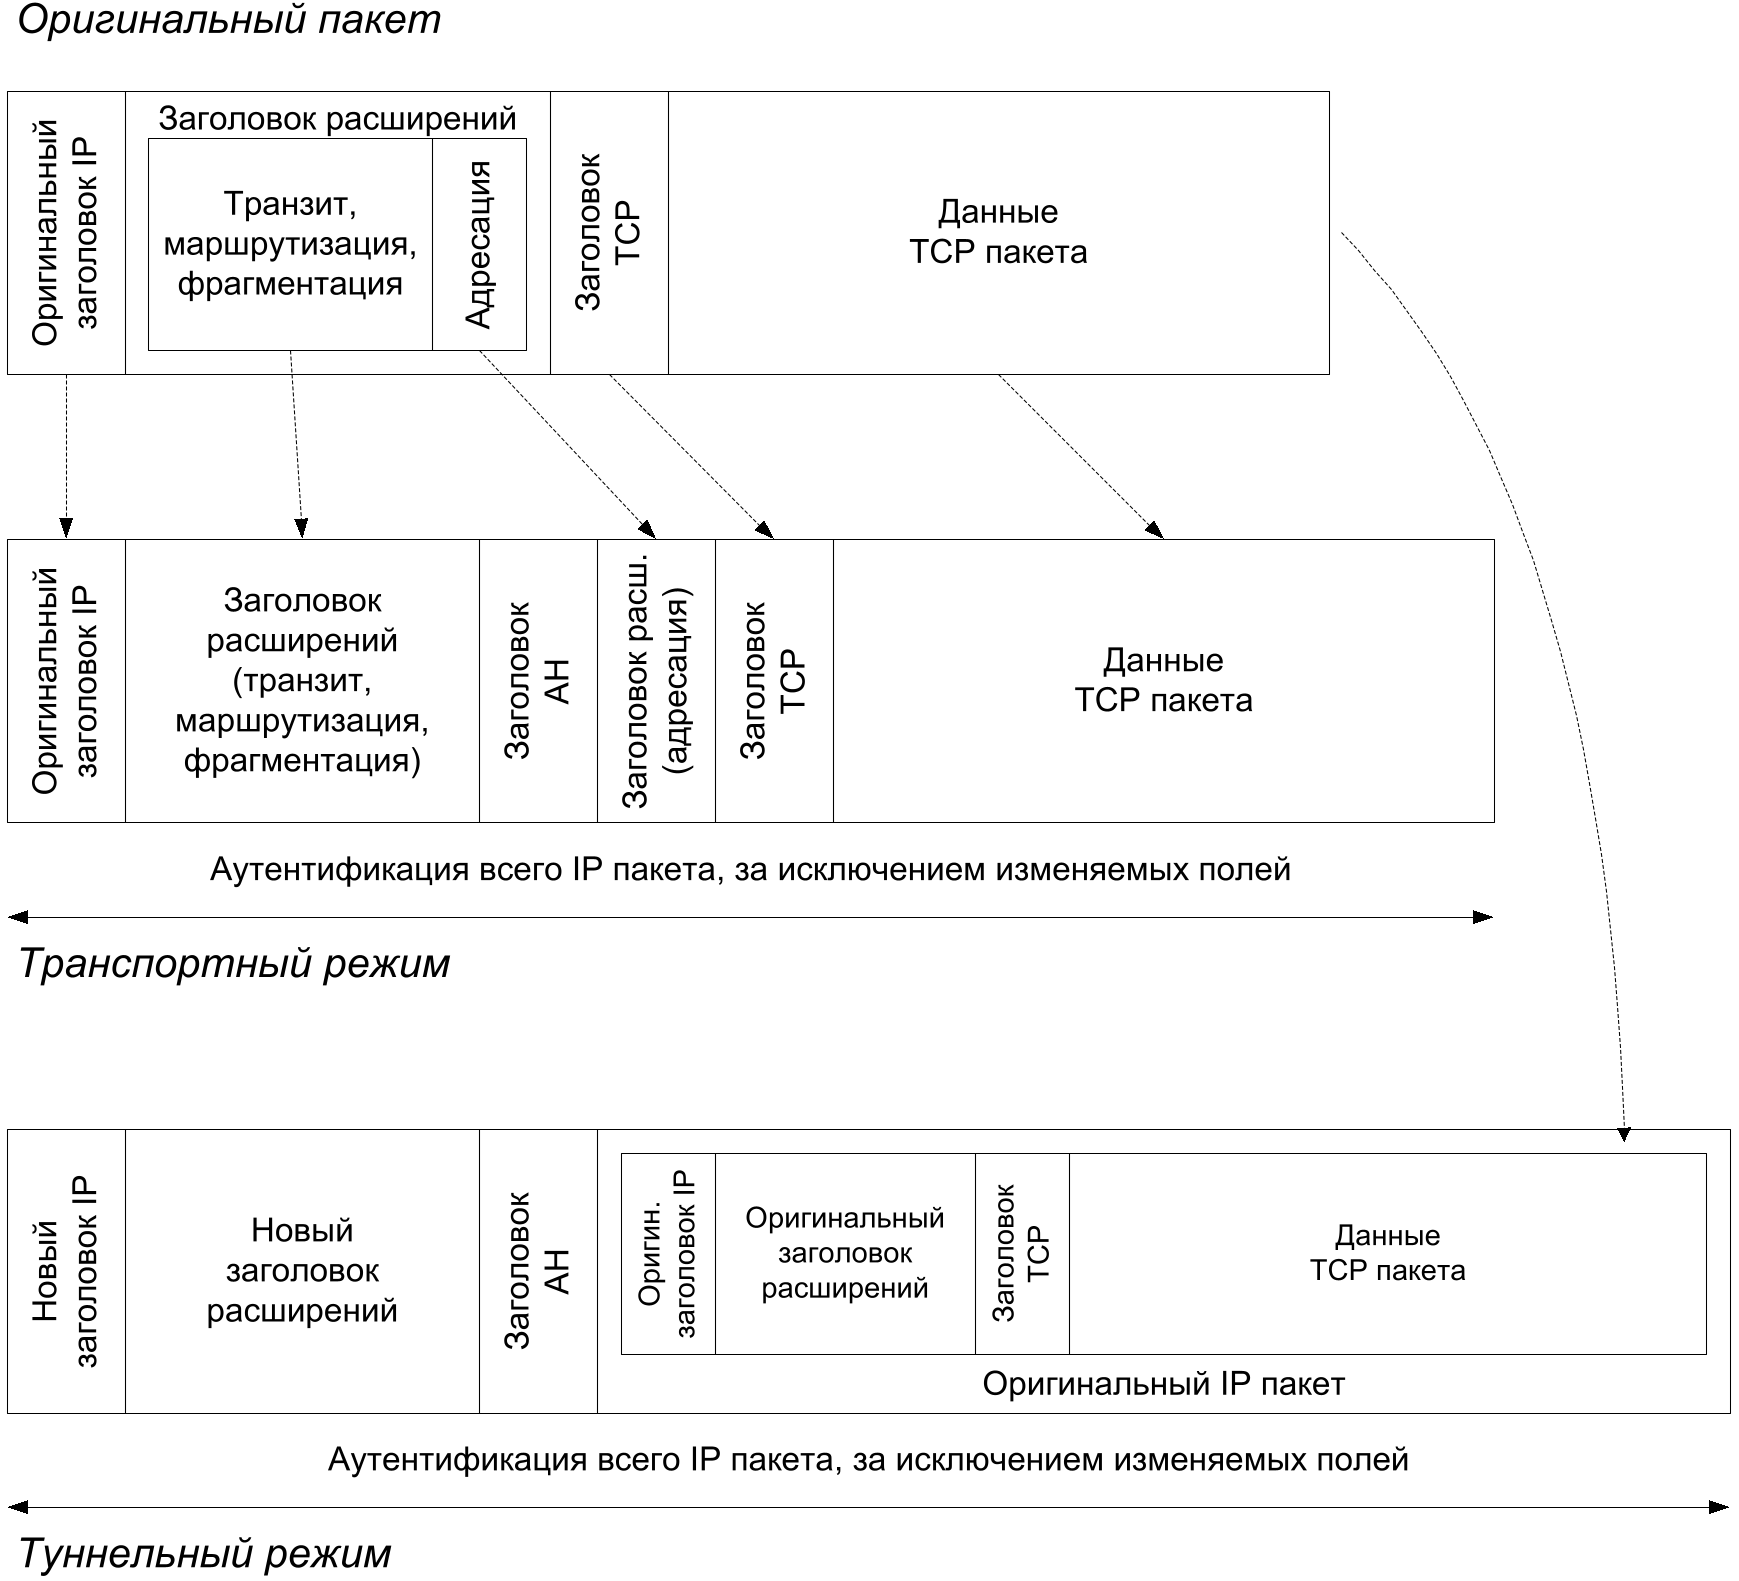 Оригинальный пакет
Оригинальный
заголовок IP
Заголовок расширений
Транзит,
маршрутизация,
фрагментация
Адресация
Заголовок
TCP
Данные
TCP пакета
Оригинальный
заголовок IP
Заголовок
расширений
(транзит,
маршрутизация,
фрагментация)
Заголовок
AH
Заголовок расш.
(адресация)
Заголовок
TCP
Данные
TCP пакета
Аутентификация всего IP пакета, за исключением изменяемых полей
Транспортный режим
Новый
заголовок IP
Новый
заголовок
расширений
Заголовок
AH
Оригин.
заголовок IP
Оригинальный
заголовок
расширений
Заголовок
TCP
Данные
TCP пакета
Оригинальный IP пакет
Аутентификация всего IP пакета, за исключением изменяемых полей
Туннельный режим